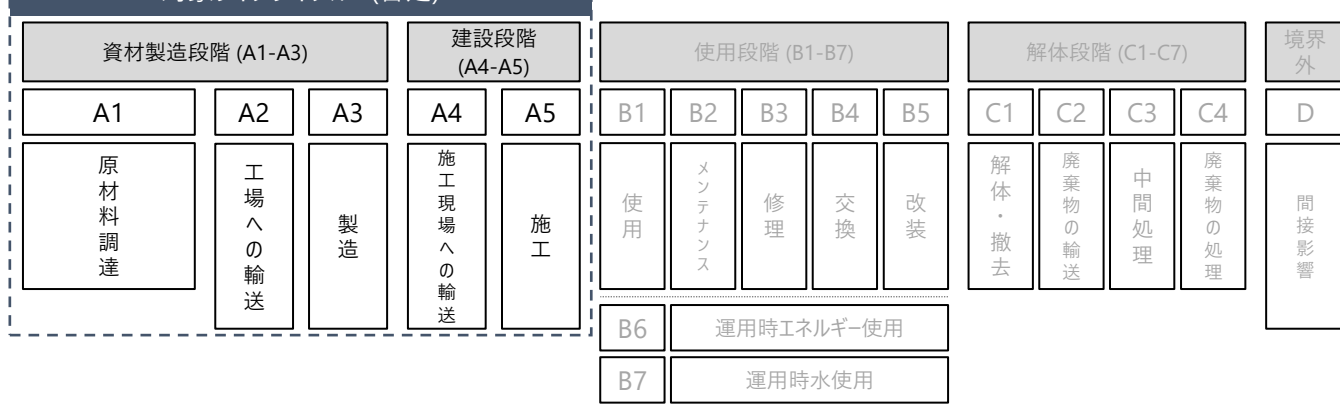 資材製造段階 (A1-A3)
建設段階
(A4-A5)
使用段階 (B1-B7)
解体段階 (C1-C7)
境界
外
A1
A2
A3
A4
A5
B1
B2
B3
B4
B5
C1
C2
C3
C4
D
原材料調達
工場への輸送
製造
施工現場への輸送
施工
使用
メンテナンス
修理
交換
改装
解体・撤去
廃棄物の輸送
中間処理
廃棄物の処理
間接影響
B6
運用時エネルギー使用
B7
運用時水使用